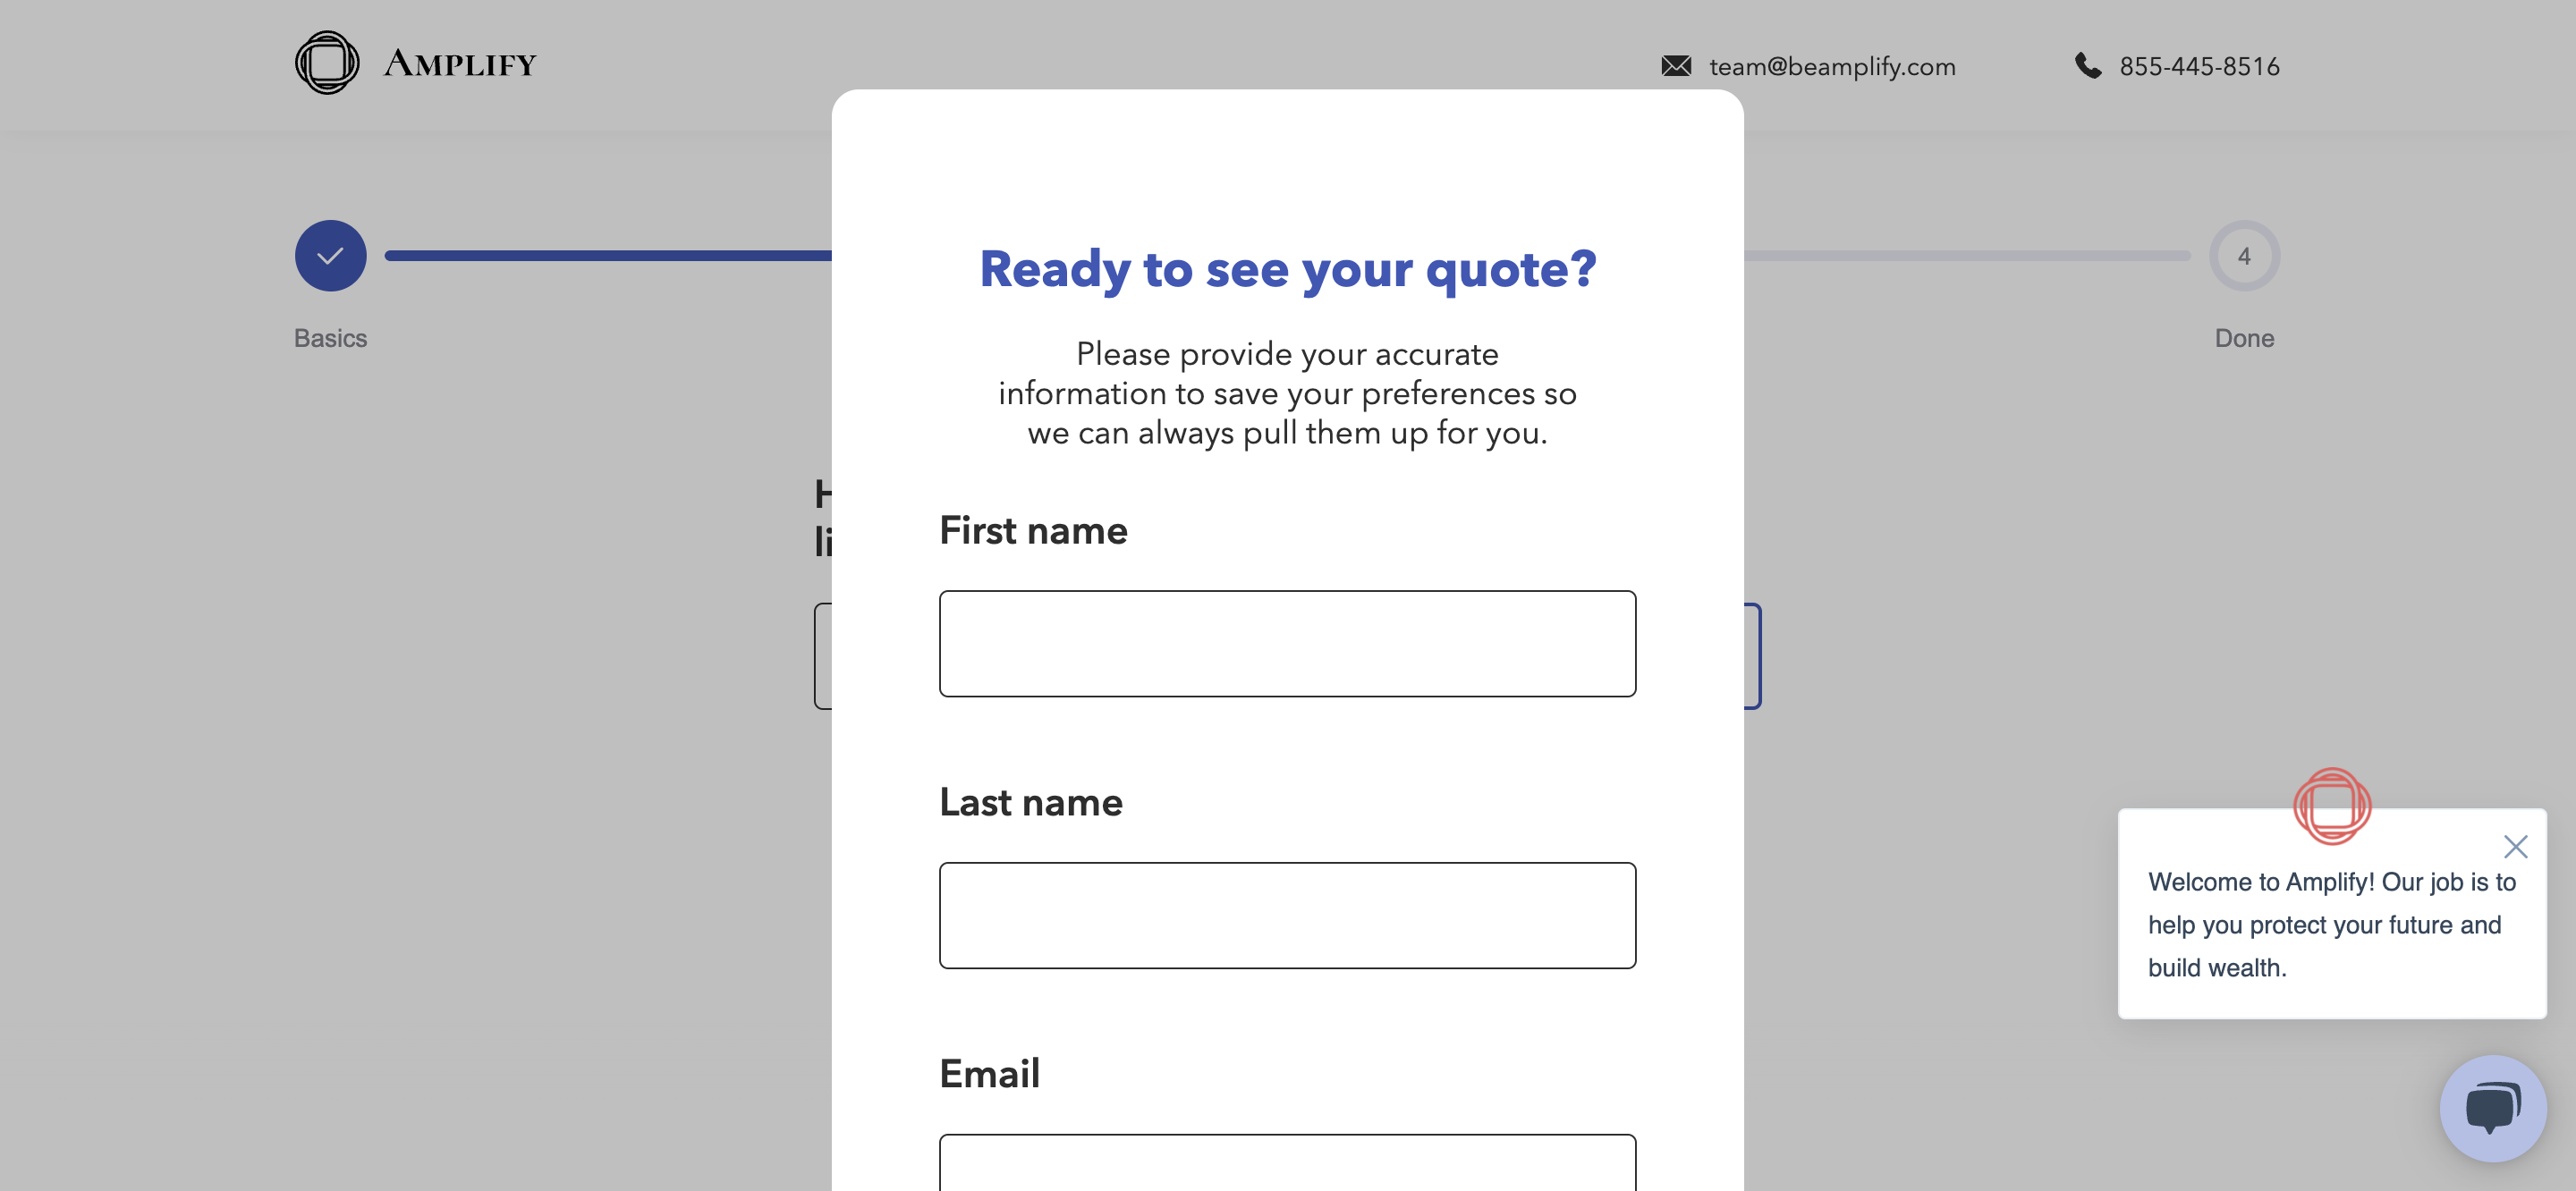 AMPLIFY
team@beamplify.com
855-445-8516
4
Basics
Done
Ready to see your quote?
Please provide your accurate
information to save your preferences so
we can always pull them up for you.
First name
Last name
Email
Welcome to Amplify! Our job is to
help you protect your future and
build wealth.